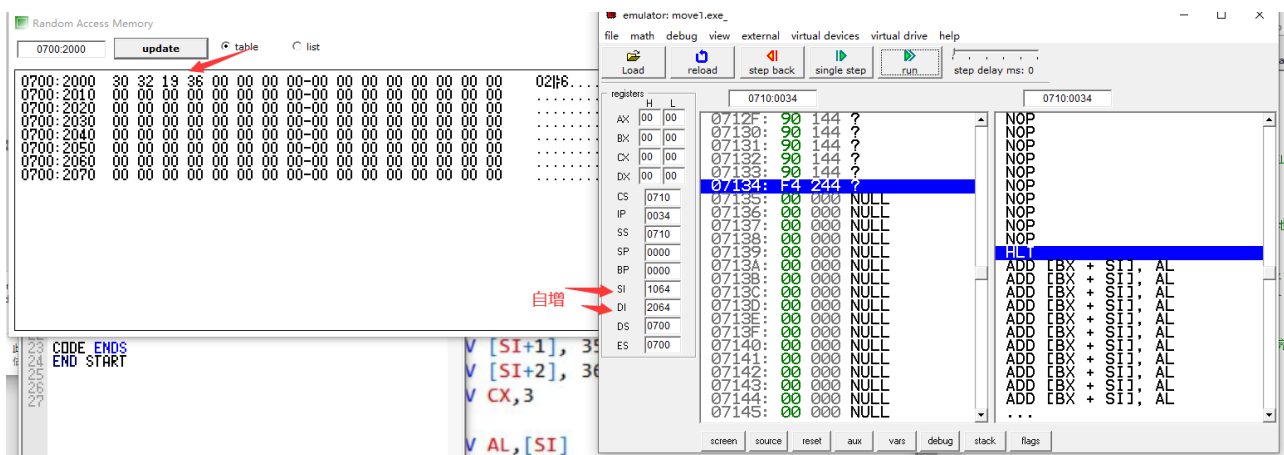 Random Access Memory
0700:2000
update
table
list
0700:2000 30 32 13 36 00 00 00 00-00 00 00 00 00 00 00 00
0700:2010 00 00 00 00 00 00 00 00-00 00 00 00 00 00 00 00
0700:2020 00 00 00 00 00 00 00 00-00 00 00 00 00 00 00 00
0700:2030 00 00 00 00 00 00 00 00-00 00 00 00 00 00 00 00
0700:2040 00 00 00 00 00 00 00 00-00 00 00 00 00 00 00 00
0700:2050 00 00 00 00 00 00 00 00-00 00 00 00 00 00 00 00
0700:2060 00 00 00 00 00 00 00 00-00 00 00 00 00 00 00 00
0700:2070 00 00 00 00 00 00 00 00-00 00 00 00 00 00 00 00
自增
23 CODE ENDS
24 END START
25
26
27
V [SI+1], 35
V [SI+2], 36
V CX,3
V AL,[SI]
emulator: move1.exe_
file math debug view external virtual devices virtual drive help
Load reload step back single step run step delay ms: 0
registers
H L
AX 00 00
BX 00 00
CX 00 00
DX 00 00
CS 0710
IP 0034
SS 0710
SP 0000
BP 0000
SI 1064
DI 2064
DS 0700
ES 0700
0710:0034
0712F: 90 144 ?
07130: 90 144 ?
07131: 90 144 ?
07132: 90 144 ?
07133: 90 144 ?
07134: F4 244 ?
07135: 00 000 NULL
07136: 00 000 NULL
07137: 00 000 NULL
07138: 00 000 NULL
07139: 00 000 NULL
0713A: 00 000 NULL
0713B: 00 000 NULL
0713C: 00 000 NULL
0713D: 00 000 NULL
0713E: 00 000 NULL
0713F: 00 000 NULL
07140: 00 000 NULL
07141: 00 000 NULL
07142: 00 000 NULL
07143: 00 000 NULL
07144: 00 000 NULL
07145: 00 000 NULL
0710:0034
NOP
NOP
NOP
NOP
NOP
NOP
NOP
NOP
NOP
NOP
HLT
ADD [BX + SI], AL
ADD [BX + SI], AL
ADD [BX + SI], AL
ADD [BX + SI], AL
ADD [BX + SI], AL
ADD [BX + SI], AL
ADD [BX + SI], AL
ADD [BX + SI], AL
ADD [BX + SI], AL
ADD [BX + SI], AL
ADD [BX + SI], AL
...
screen source reset aux vars debug stack flags